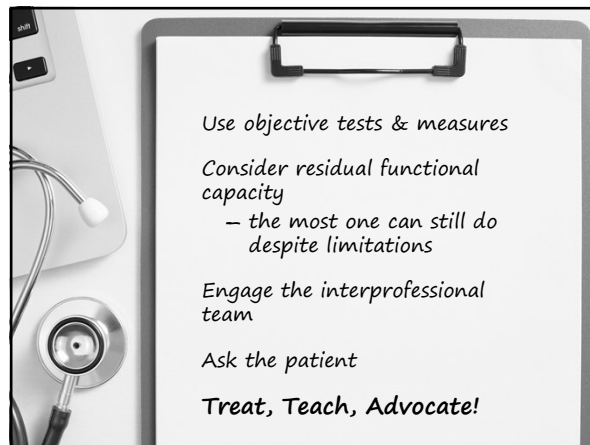 shift
Use objective tests & measures
Consider residual functional
capacity
– the most one can still do
despite limitations
Engage the interprofessional
team
Ask the patient
Treat, Teach, Advocate!